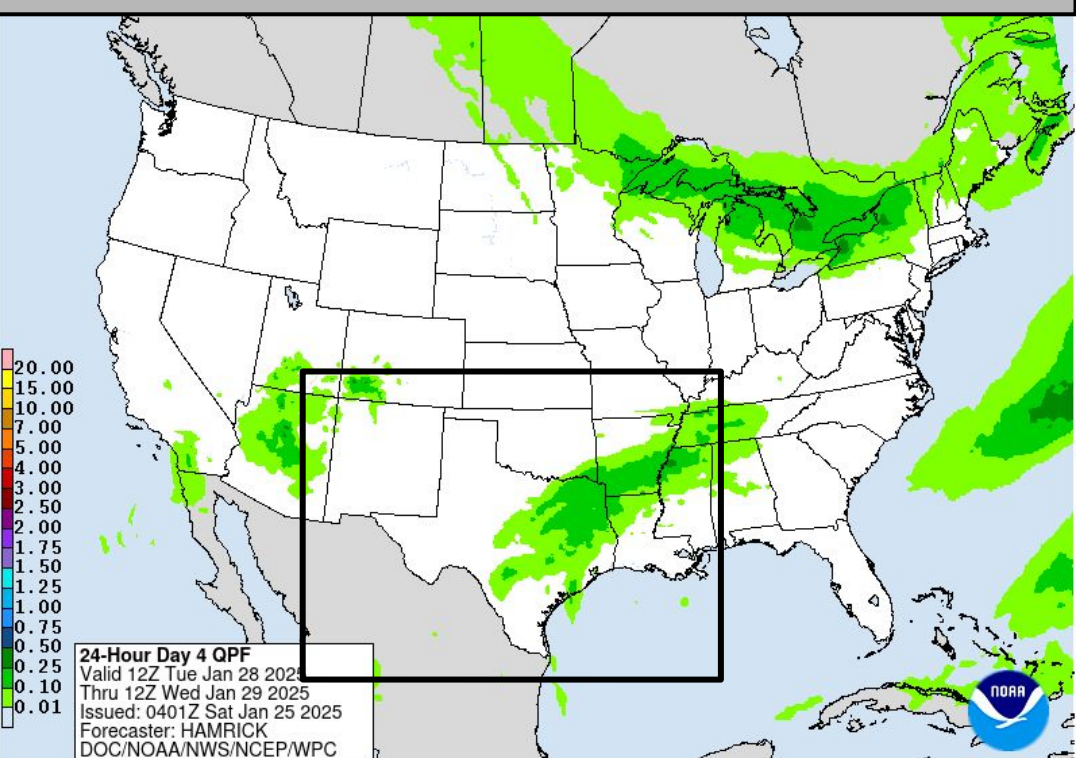 20.00
15.00
10.00
7.00
5.00
4.00
3.00
2.50
2.00
1.75
1.50
1.25
1.00
0.75
0.50
0.25
0.10
0.01
24-Hour Day 4 QPF
Valid 12Z Tue Jan 28 2025
Thru 12Z Wed Jan 29 2025
Issued: 0401Z Sat Jan 25 2025
Forecaster: HAMRICK
DOC/NOAA/NWS/NCEP/WPC
NOAA